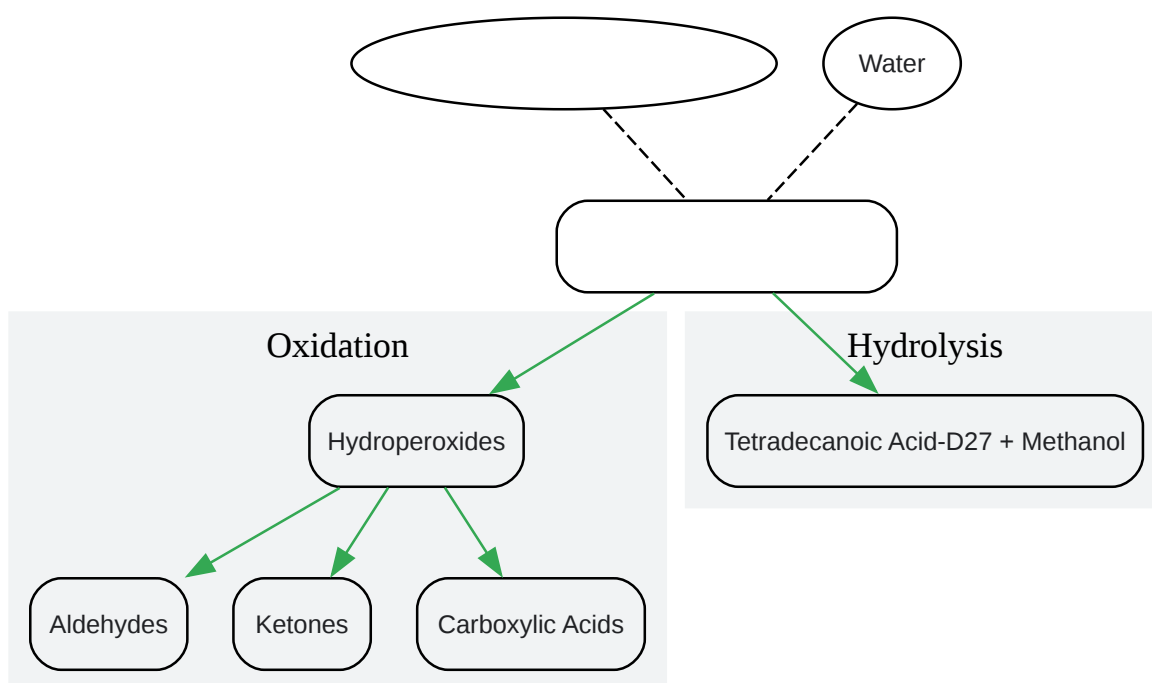 Water
Oxidation
Hydrolysis
Hydroperoxides
Tetradecanoic Acid-D27 + Methanol
Aldehydes
Ketones
Carboxylic Acids